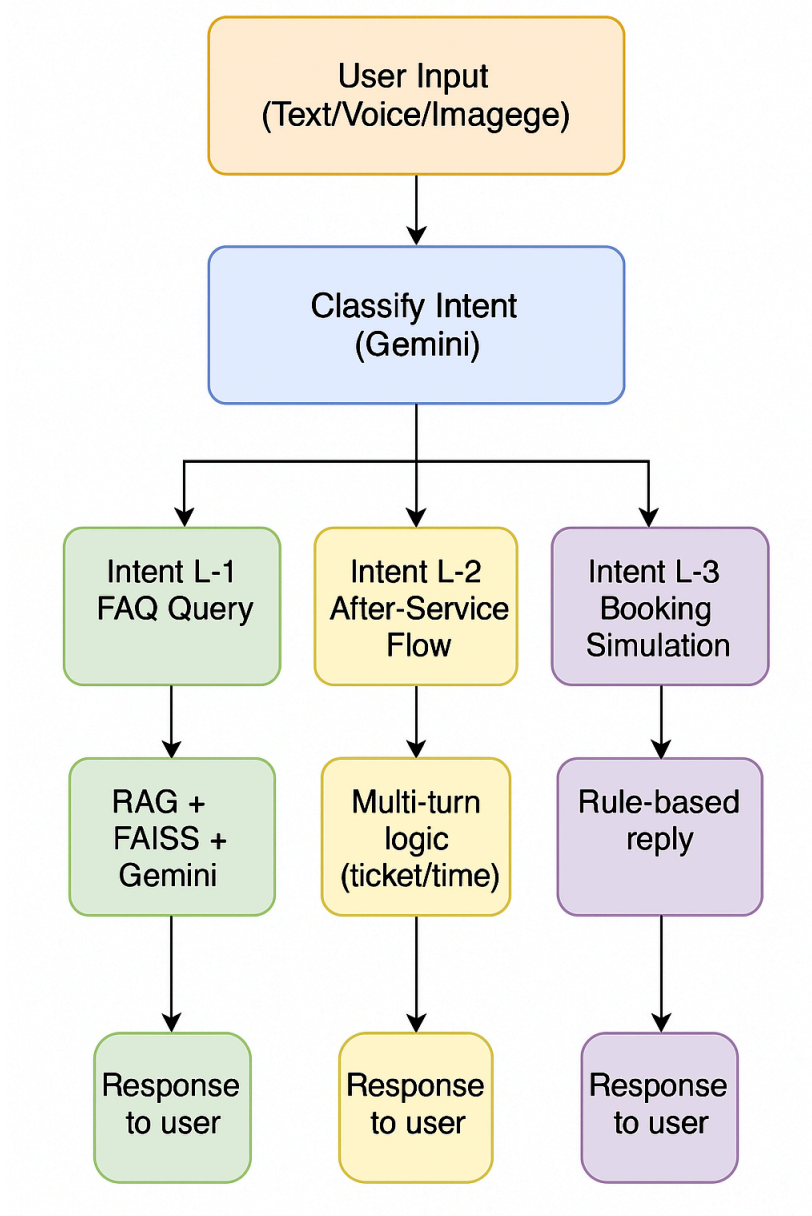 User Input
(Text/Voice/Imagege)
Classify Intent
(Gemini)
Intent L-1
FAQ Query
Intent L-2
After-Service
Flow
Intent L-3
Booking
Simulation
RAG +
FAISS +
Gemini
Multi-turn
logic
(ticket/time)
Rule-based
reply
Response
to user
Response
to user
Response
to user